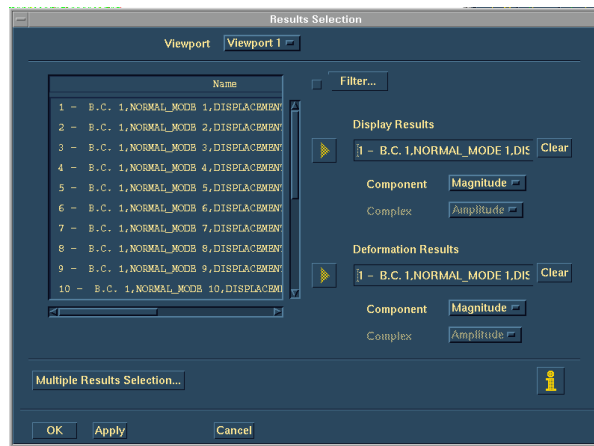 Results Selection
Viewport Viewport 1
Name
1 - B.C. 1,NORMAL_MODE 1,DISPLACEMENT
2 - B.C. 1,NORMAL_MODE 2,DISPLACEMENT
3 - B.C. 1,NORMAL_MODE 3,DISPLACEMENT
4 - B.C. 1,NORMAL_MODE 4,DISPLACEMENT
5 - B.C. 1,NORMAL_MODE 5,DISPLACEMENT
6 - B.C. 1,NORMAL_MODE 6,DISPLACEMENT
7 - B.C. 1,NORMAL_MODE 7,DISPLACEMENT
8 - B.C. 1,NORMAL_MODE 8,DISPLACEMENT
9 - B.C. 1,NORMAL_MODE 9,DISPLACEMENT
10 - B.C. 1,NORMAL_MODE 10,DISPLACEM
Filter...
Display Results
1 - B.C. 1,NORMAL_MODE 1,DIS Clear
Component Magnitude
Complex Amplitude
Deformation Results
1 - B.C. 1,NORMAL_MODE 1,DIS Clear
Component Magnitude
Complex Amplitude
Multiple Results Selection...
i
OK Apply Cancel